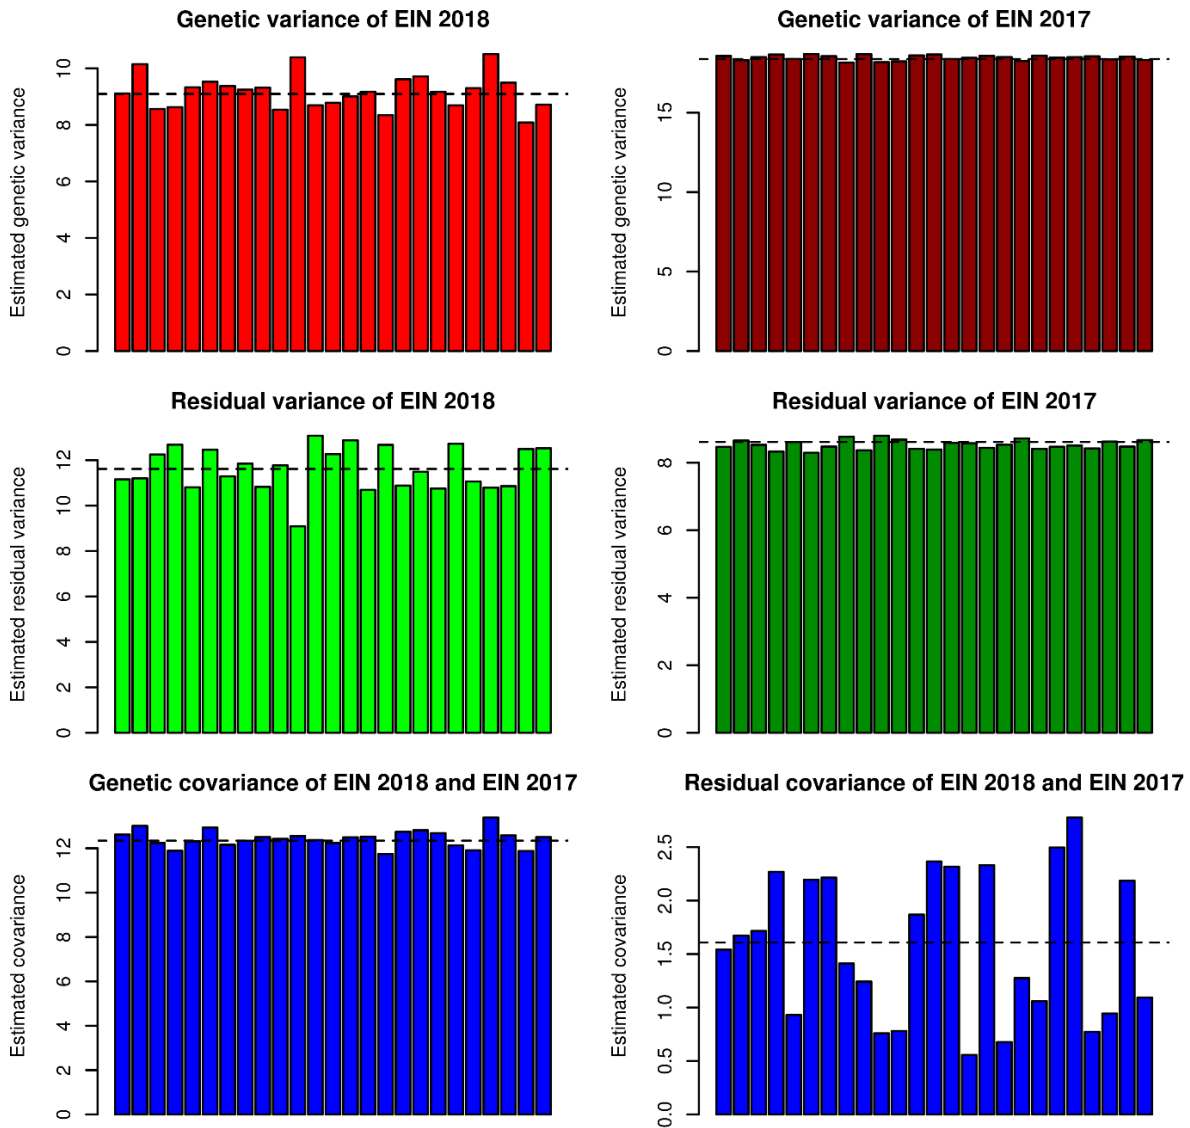 Genetic variance of EIN 2018
Estimated genetic variance
10
8
6
4
2
0
Genetic variance of EIN 2017
Estimated genetic variance
15
10
5
0
Residual variance of EIN 2018
Estimated residual variance
12
10
8
6
4
2
0
Residual variance of EIN 2017
Estimated residual variance
8
6
4
2
0
Genetic covariance of EIN 2018 and EIN 2017
Estimated covariance
12
10
8
6
4
2
0
Residual covariance of EIN 2018 and EIN 2017
Estimated covariance
2.5
2.0
1.5
1.0
0.5
0.0